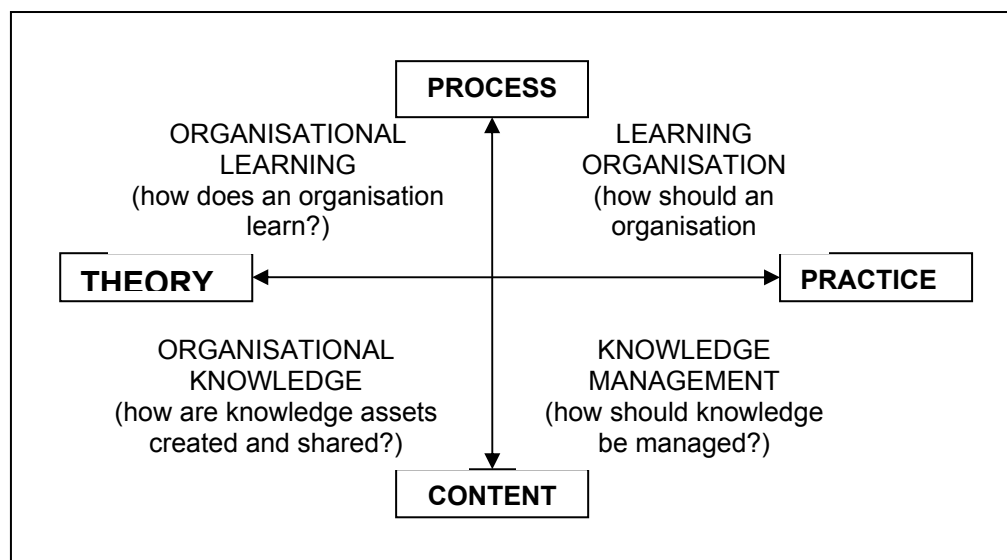 PROCESS
ORGANISATIONAL
LEARNING
(how does an organisation
learn?)
LEARNING
ORGANISATION
(how should an
organisation
THEORY
PRACTICE
ORGANISATIONAL
KNOWLEDGE
(how are knowledge assets
created and shared?)
KNOWLEDGE
MANAGEMENT
(how should knowledge
be managed?)
CONTENT